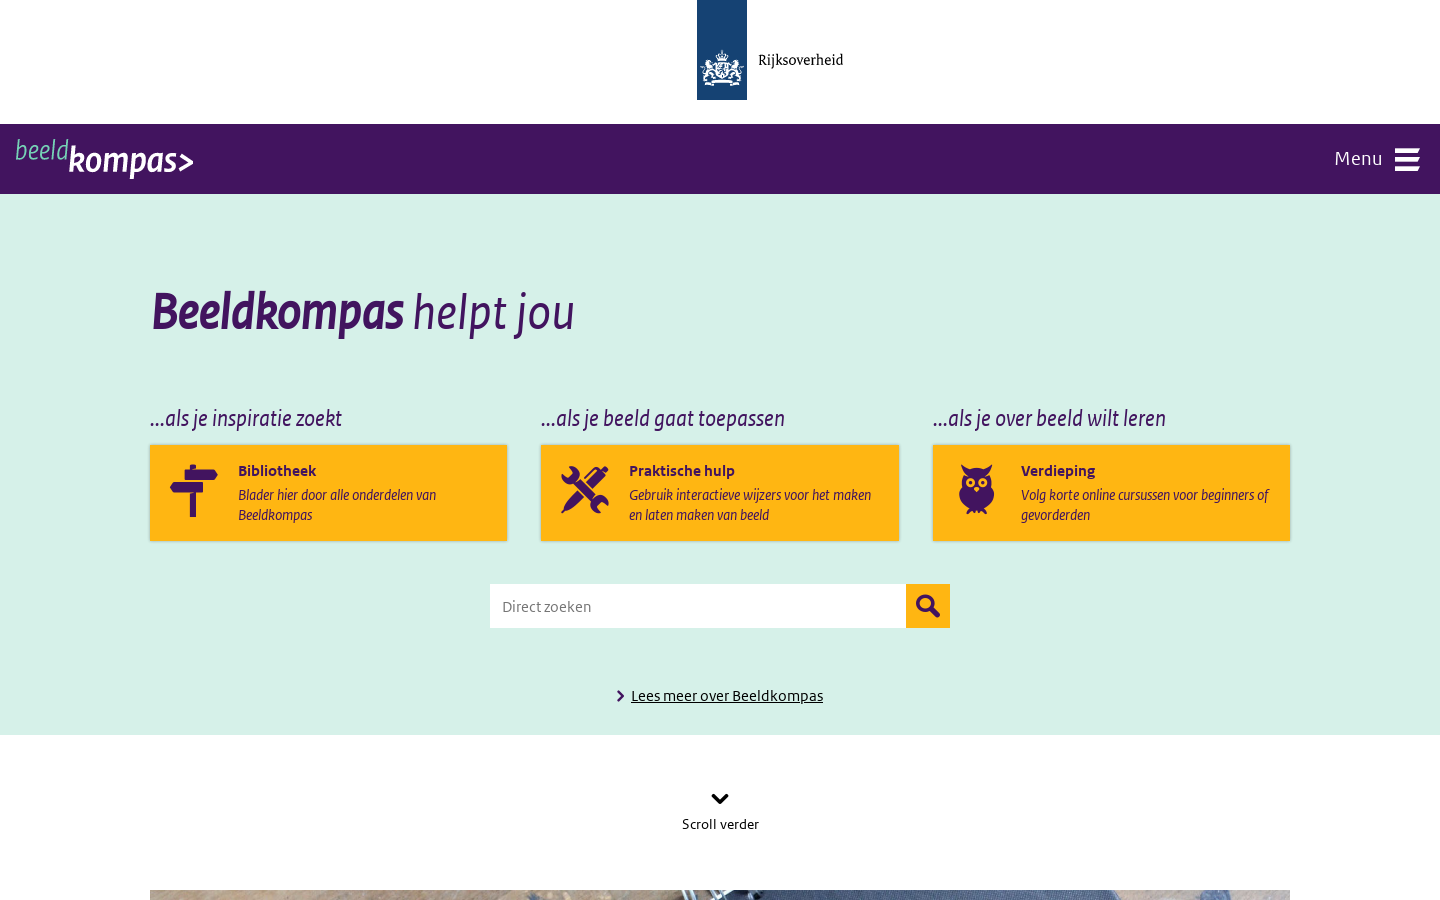 Rijksoverheid
beeldkompas>
Menu
Beeldkompas helpt jou
...als je inspiratie zoekt
Bibliotheek
Blader hier door alle onderdelen van
Beeldkompas
...als je beeld gaat toepassen
Praktische hulp
Gebruik interactieve wijzers voor het maken
en laten maken van beeld
...als je over beeld wilt leren
Verdieping
Volg korte online cursussen voor beginners of
gevorderden
Direct zoeken
Lees meer over Beeldkompas
Scroll verder